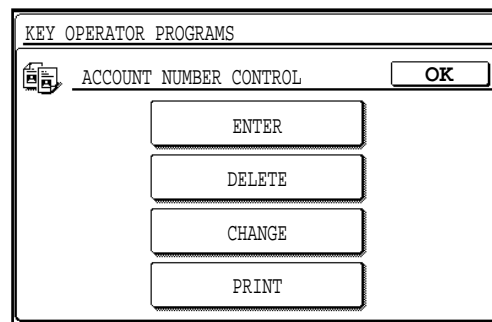 KEY OPERATOR PROGRAMS
ACCOUNT NUMBER CONTROL OK
ENTER
DELETE
CHANGE
PRINT